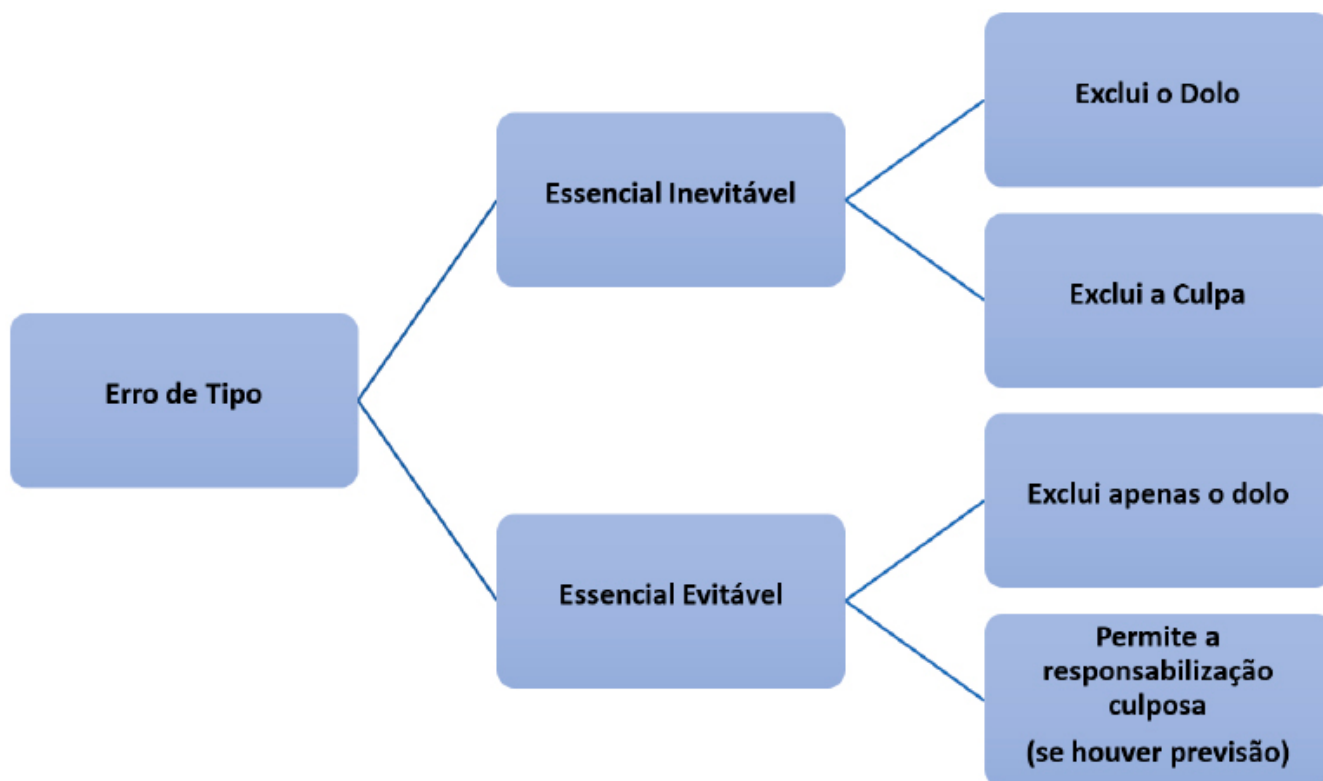 Erro de Tipo
Essencial Inevitável
Exclui o Dolo
Exclui a Culpa
Essencial Evitável
Exclui apenas o dolo
Permite a
responsabilização
culposa
(se houver previsão)